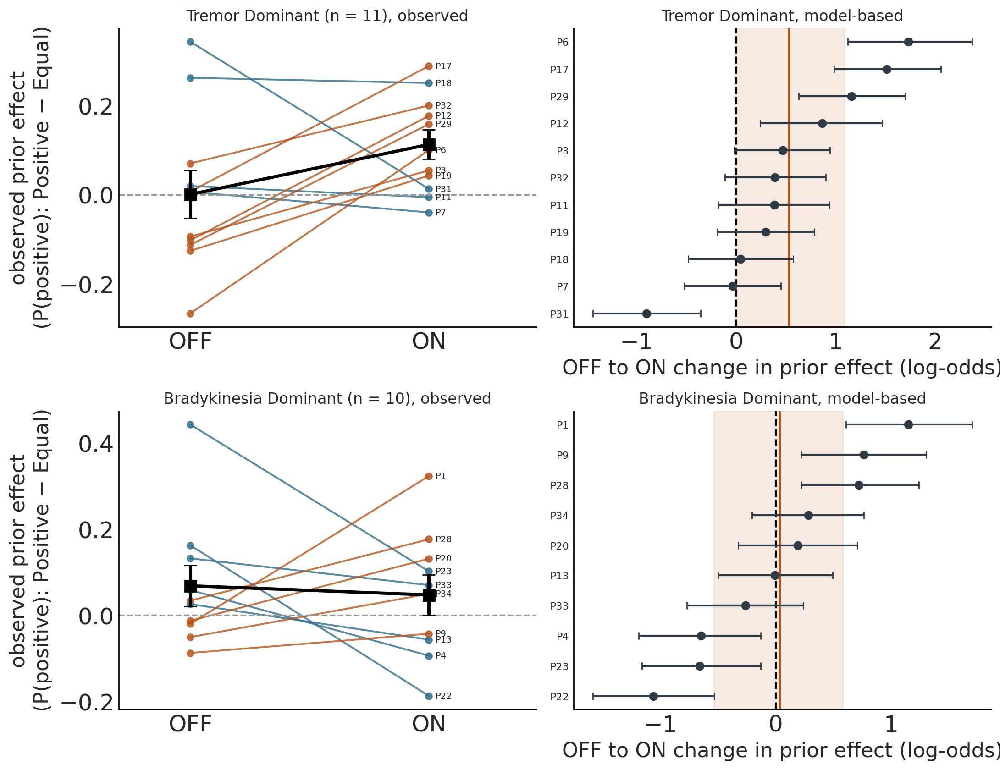 Tremor Dominant (n = 11), observed
observed prior effect
(P(positive): Positive − Equal)
0.2
0.0
−0.2
P17
P18
P32
P12
P29
P6
P3
P19
P31
P11
P7
OFF
ON
Tremor Dominant, model-based
P6
P17
P29
P12
P3
P32
P11
P19
P18
P7
P31
−1
0
1
2
OFF to ON change in prior effect (log-odds)
Bradykinesia Dominant (n = 10), observed
observed prior effect
(P(positive): Positive − Equal)
0.4
0.2
0.0
−0.2
P1
P28
P20
P23
P33
P34
P9
P13
P4
P22
OFF
ON
Bradykinesia Dominant, model-based
P1
P9
P28
P34
P20
P13
P33
P4
P23
P22
−1
0
1
OFF to ON change in prior effect (log-odds)